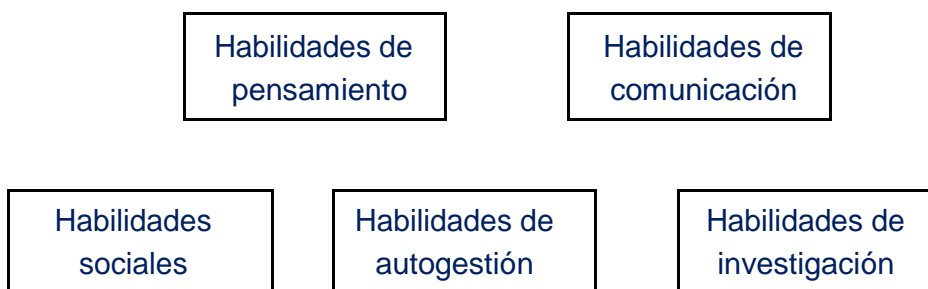 Habilidades de
pensamiento
Habilidades de
comunicación
Habilidades
sociales
Habilidades de
autogestión
Habilidades de
investigación